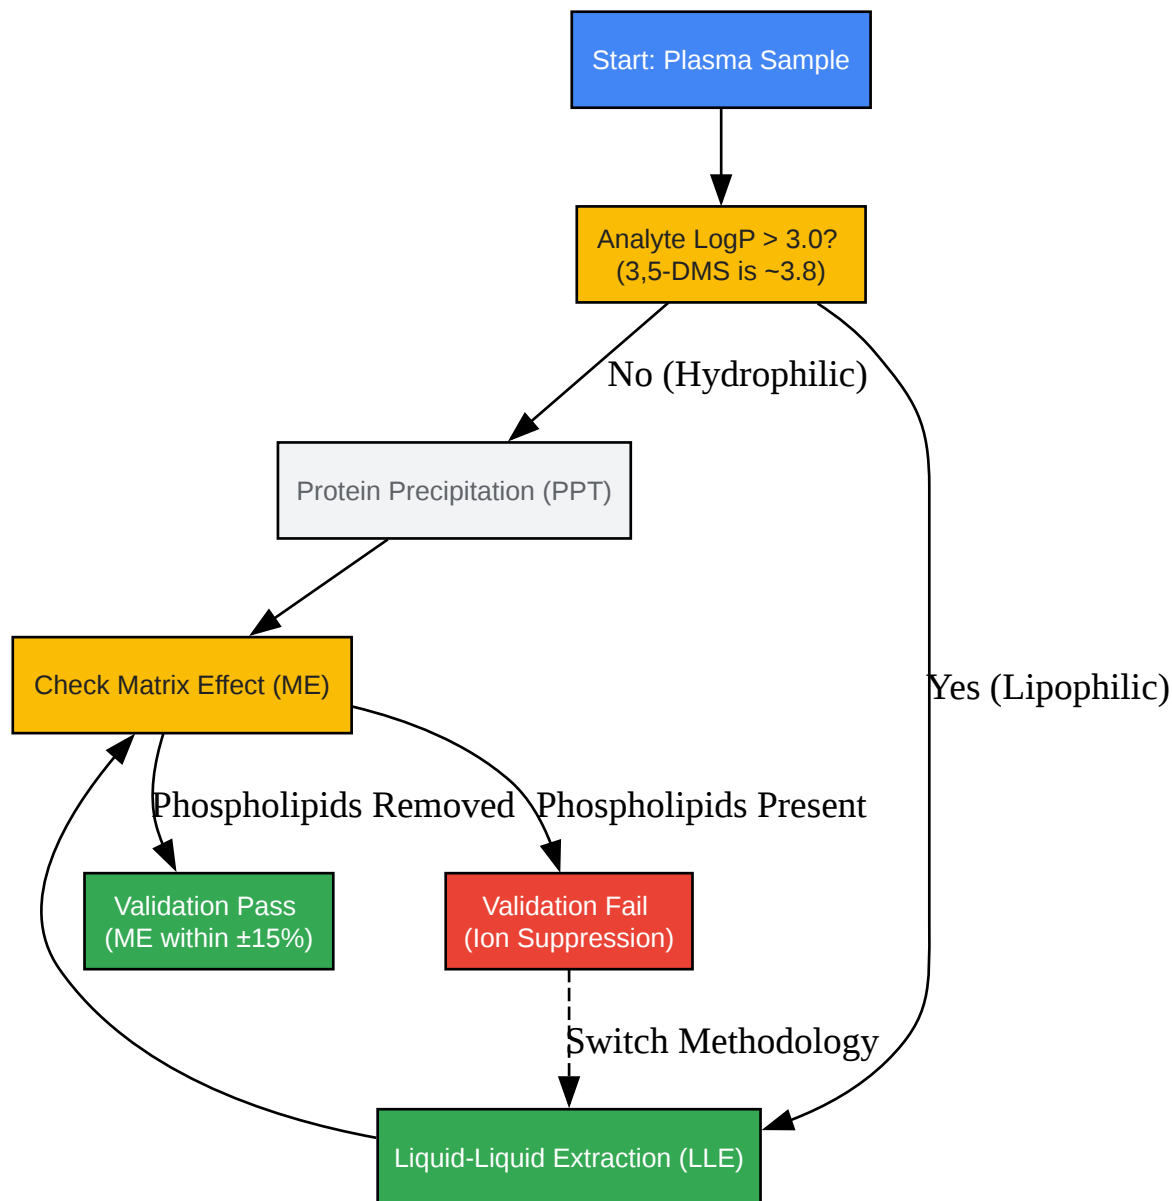 Start: Plasma Sample
Analyte LogP > 3.0?
(3,5-DMS is ~3.8)
No (Hydrophilic)
Protein Precipitation (PPT)
Check Matrix Effect (ME)
Yes (Lipophilic)
Phospholipids Removed
Phospholipids Present
Validation Pass
(ME within ±15%)
Validation Fail
(Ion Suppression)
Switch Methodology
Liquid-Liquid Extraction (LLE)